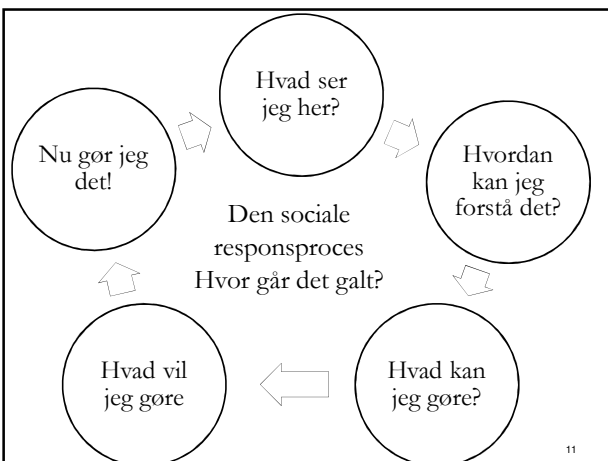 Hvad ser
jeg her?
Hvordan
kan jeg
forstå det?
Hvad kan
jeg gøre?
Hvad vil
jeg gøre
Nu gør jeg
det!
Den sociale
responsproces
Hvor går det galt?
11